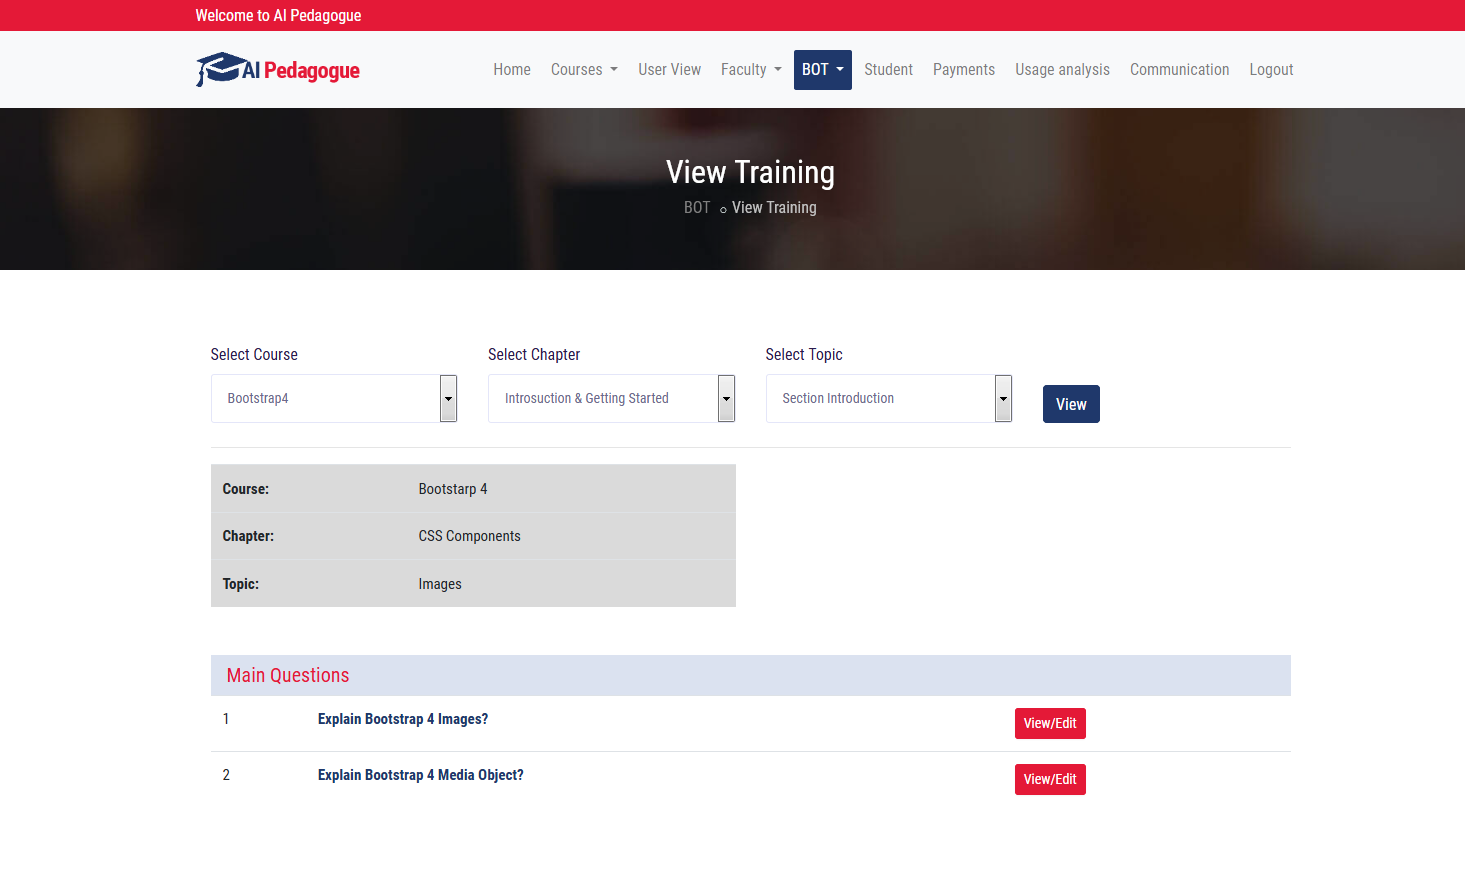 Welcome to AI Pedagogue
AI Pedagogue
Home Courses User View Faculty BOT Student Payments Usage analysis Communication Logout
View Training
BOT View Training
Select Course Select Chapter Select Topic
Bootstrap4 Introsuction & Getting Started Section Introduction View
Course: Bootstarp 4
Chapter: CSS Components
Topic: Images
Main Questions
1 Explain Bootstrap 4 Images? View/Edit
2 Explain Bootstrap 4 Media Object? View/Edit